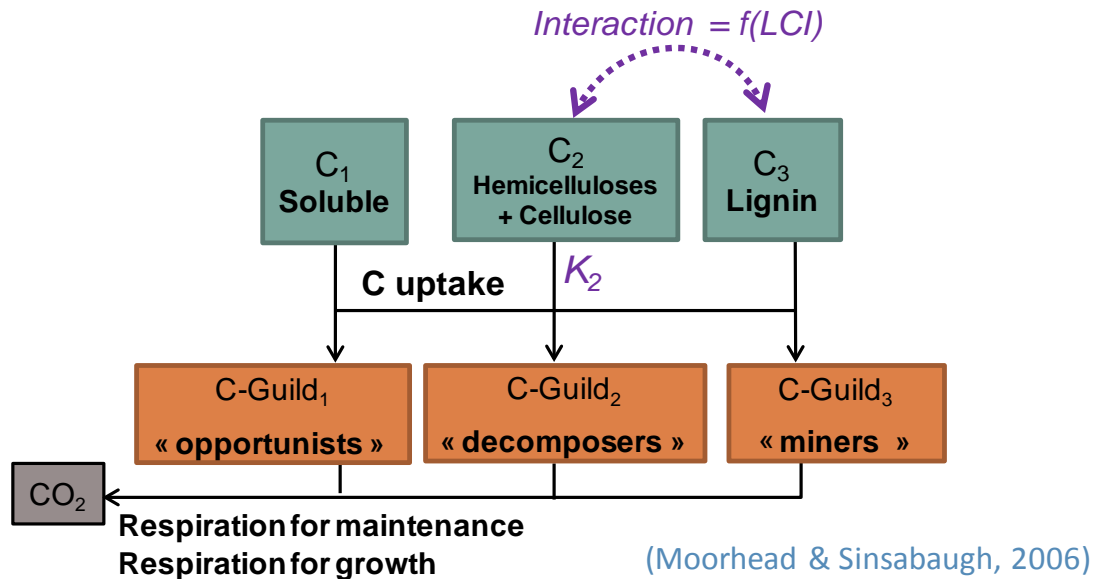 Interaction = f(LCI)
C₁
Soluble
C₂
Hemicelluloses
+ Cellulose
C₃
Lignin
C uptake
K₂
C-Guild₁
« opportunists »
C-Guild₂
« decomposers »
C-Guild₃
« miners »
CO₂
Respiration for maintenance
Respiration for growth
(Moorhead & Sinsabaugh, 2006)